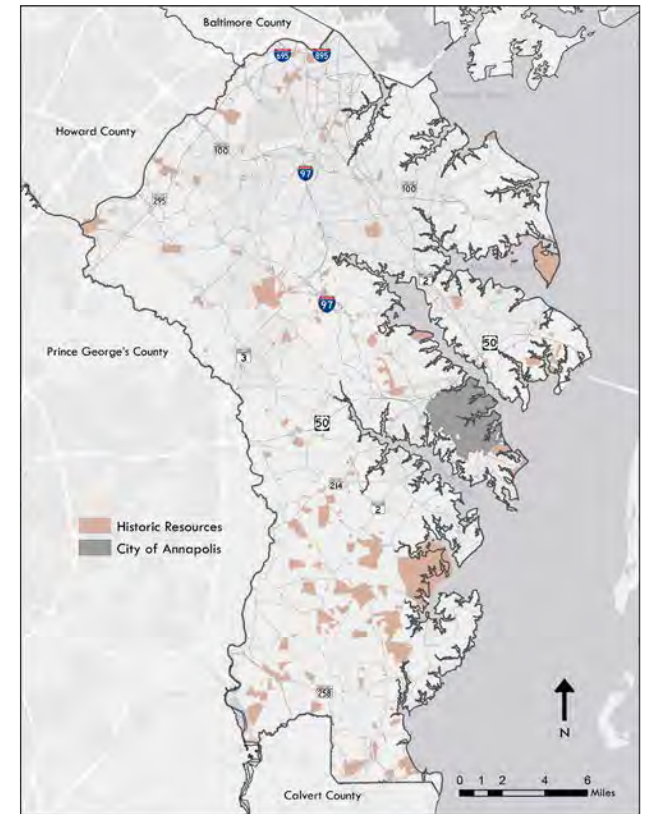 Baltimore County
695
895
Howard County
100
97
100
295
2
97
50
Prince George's County
3
50
214
2
Historic Resources
City of Annapolis
258
N
0 1 2 4 6
Miles
Calvert County